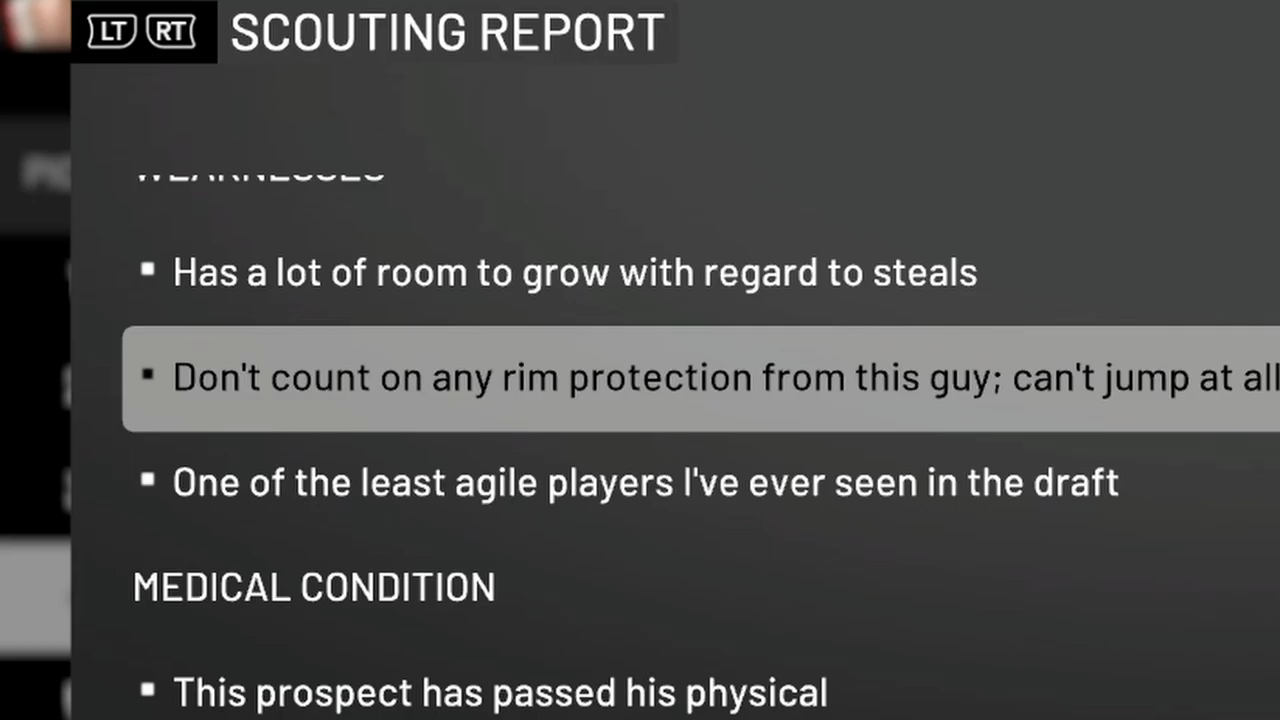 LT RT SCOUTING REPORT
WEAKNESSES
Has a lot of room to grow with regard to steals
Don't count on any rim protection from this guy; can't jump at all
One of the least agile players I've ever seen in the draft
MEDICAL CONDITION
This prospect has passed his physical